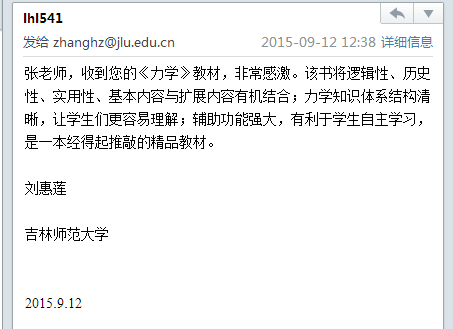 lhl541
发给 zhanghz@jlu.edu.cn 2015-09-12 12:38 详细信息
张老师，收到您的《力学》教材，非常感激。该书将逻辑性、历史
性、实用性、基本内容与扩展内容有机结合；力学知识体系结构清
晰，让学生们更容易理解；辅助功能强大，有利于学生自主学习，
是一本经得起推敲的精品教材。
刘惠莲
吉林师范大学
2015.9.12